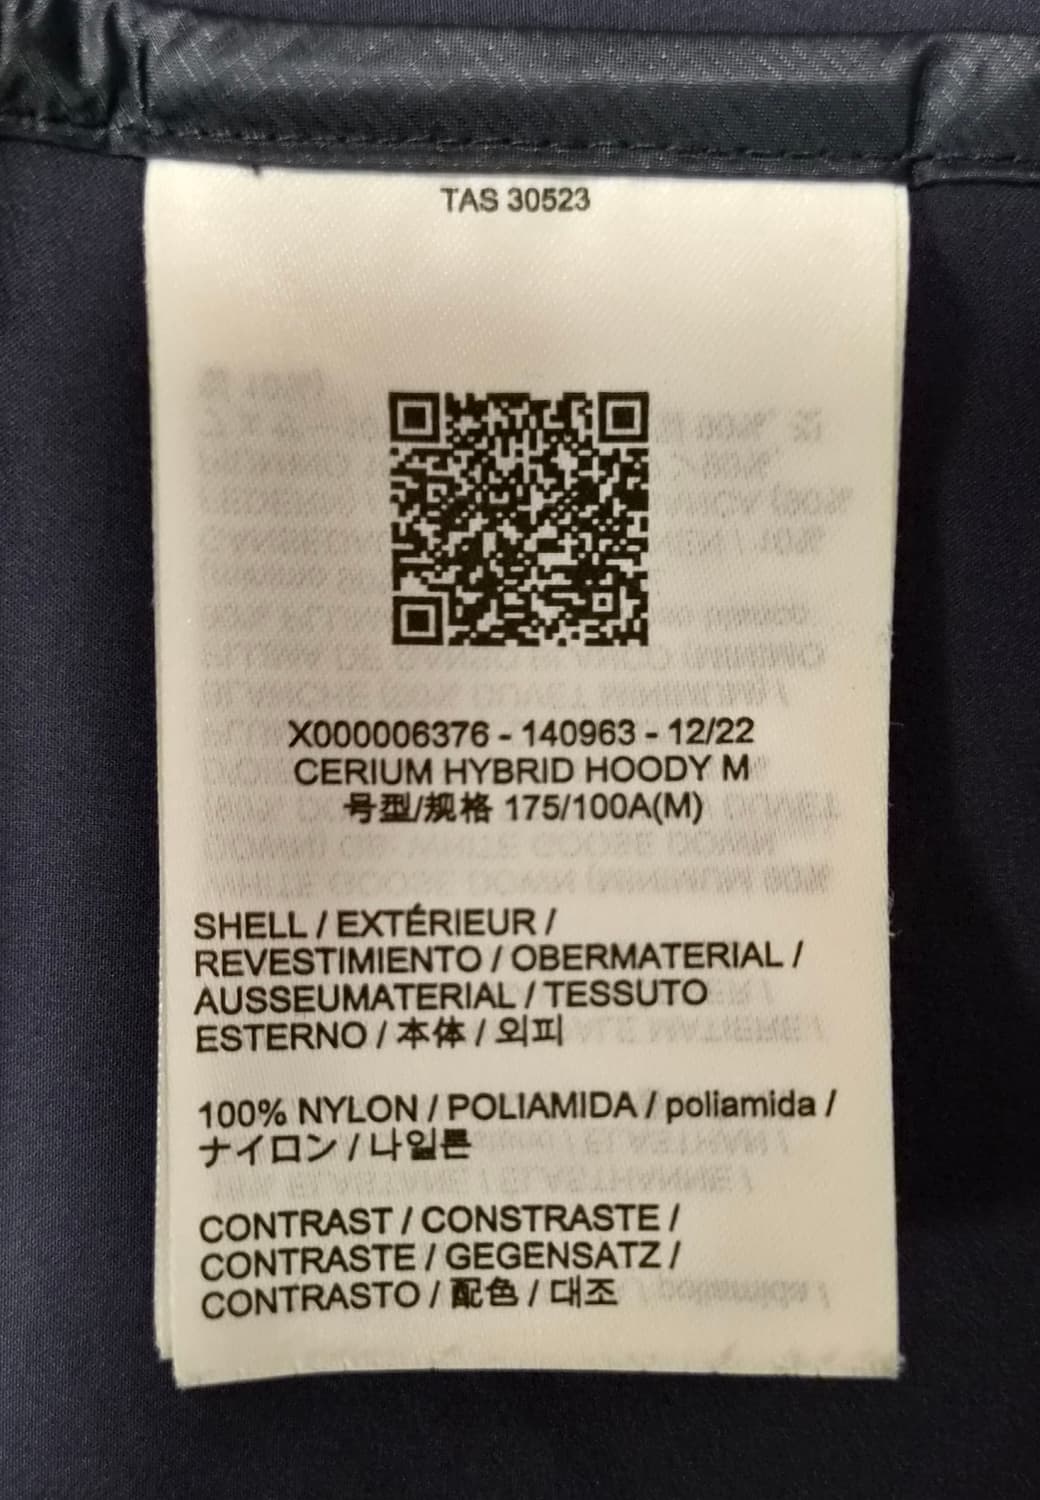 TAS 30523
X000006376 - 140963 - 12/22
CERIUM HYBRID HOODY M
号型/规格 175/100A(M)
SHELL / EXTÉRIEUR /
REVESTIMIENTO / OBERMATERIAL /
AUSSEUMATERIAL / TESSUTO
ESTERNO / 本体 / 외피
100% NYLON / POLIAMIDA / poliamida /
ナイロン / 나일론
CONTRAST / CONSTRASTE /
CONTRASTE / GEGENSATZ /
CONTRASTO / 配色 / 대조